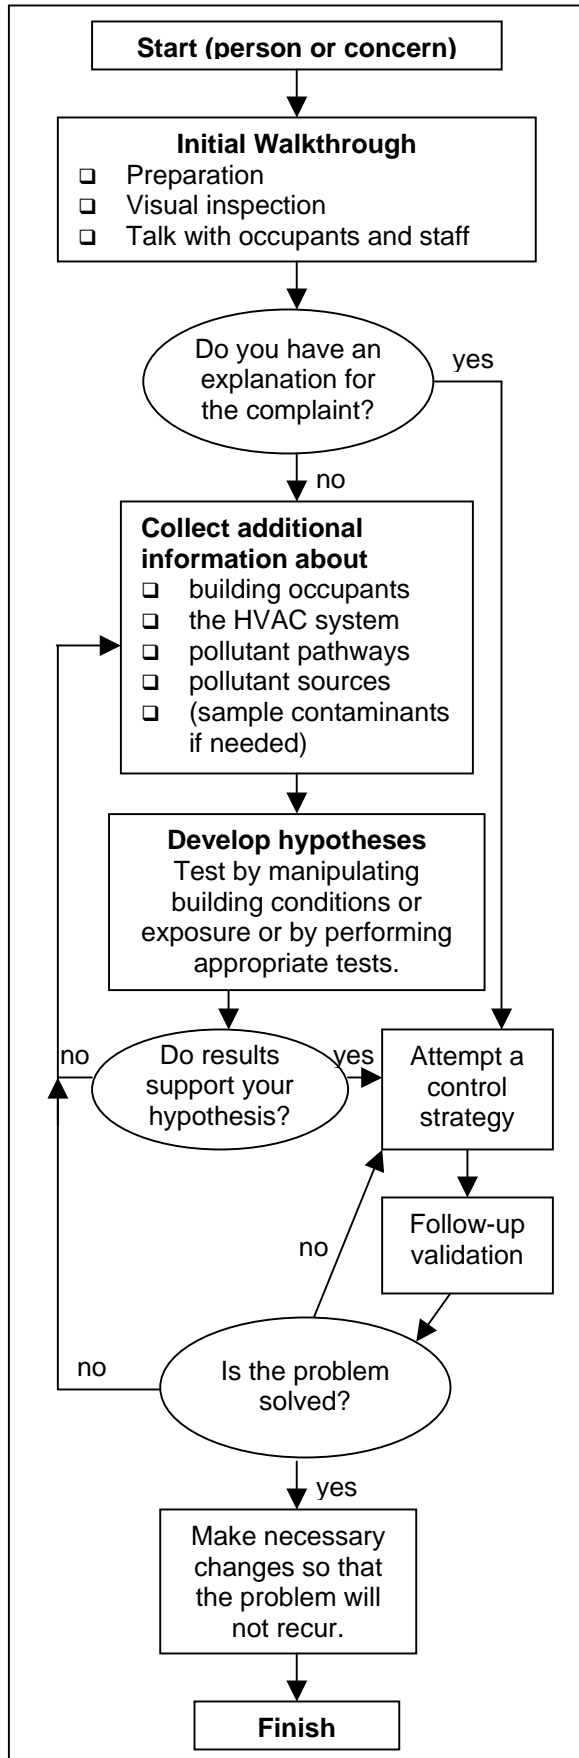 Start (person or concern)
Initial Walkthrough
❑ Preparation
❑ Visual inspection
❑ Talk with occupants and staff
Do you have an
explanation for
the complaint?
yes
no
Collect additional
information about
❑ building occupants
❑ the HVAC system
❑ pollutant pathways
❑ pollutant sources
❑ (sample contaminants
if needed)
Develop hypotheses
Test by manipulating
building conditions or
exposure or by performing
appropriate tests.
no
Do results
support your
hypothesis?
yes
Attempt a
control
strategy
no
Follow-up
validation
no
Is the problem
solved?
yes
Make necessary
changes so that
the problem will
not recur.
Finish